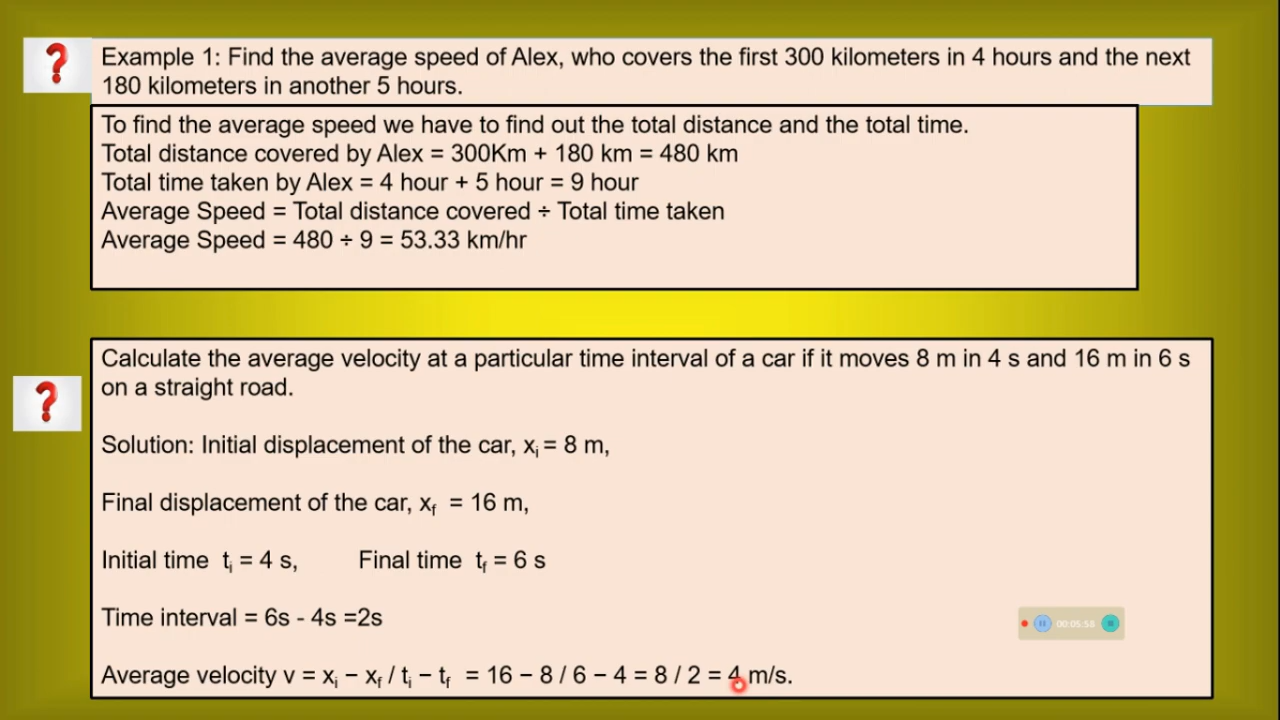 Example 1: Find the average speed of Alex, who covers the first 300 kilometers in 4 hours and the next
180 kilometers in another 5 hours.
To find the average speed we have to find out the total distance and the total time.
Total distance covered by Alex = 300Km + 180 km = 480 km
Total time taken by Alex = 4 hour + 5 hour = 9 hour
Average Speed = Total distance covered ÷ Total time taken
Average Speed = 480 ÷ 9 = 53.33 km/hr
Calculate the average velocity at a particular time interval of a car if it moves 8 m in 4 s and 16 m in 6 s
on a straight road.
Solution: Initial displacement of the car, xᵢ = 8 m,
Final displacement of the car, x_f = 16 m,
Initial time tᵢ = 4 s, Final time t_f = 6 s
Time interval = 6s - 4s =2s
00:05:58
Average velocity v = xᵢ − x_f / tᵢ − t_f = 16 − 8 / 6 − 4 = 8 / 2 = 4 m/s.